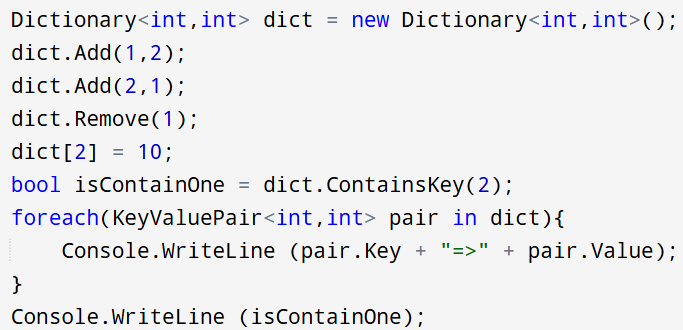 Dictionary<int,int> dict = new Dictionary<int,int>();
dict.Add(1,2);
dict.Add(2,1);
dict.Remove(1);
dict[2] = 10;
bool isContainOne = dict.ContainsKey(2);
foreach(KeyValuePair<int,int> pair in dict){
    Console.WriteLine (pair.Key + "=>" + pair.Value);
}
Console.WriteLine (isContainOne);